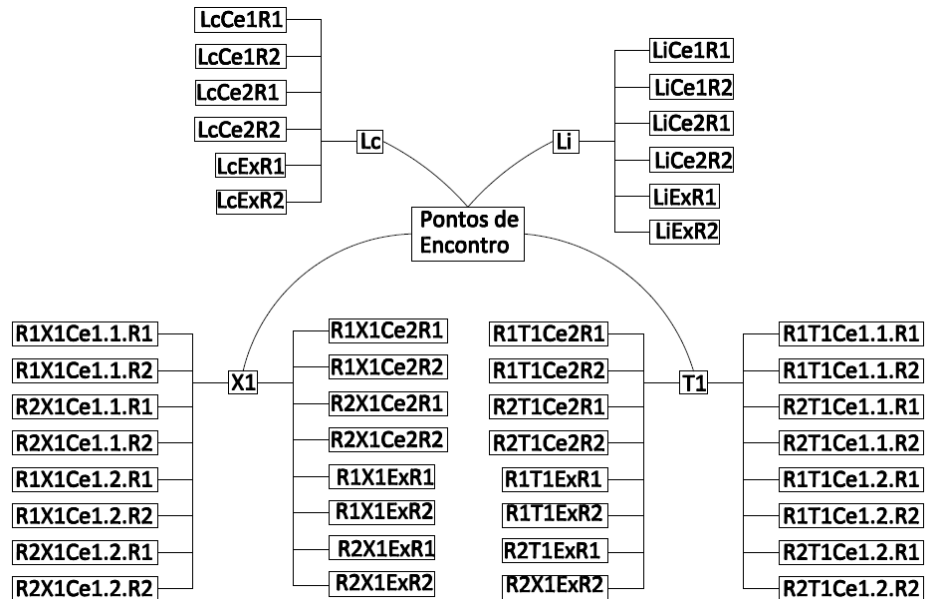 LcCe1R1
LcCe1R2
LcCe2R1
LcCe2R2
LcExR1
LcExR2
Lc
Li
LiCe1R1
LiCe1R2
LiCe2R1
LiCe2R2
LiExR1
LiExR2
Pontos de
Encontro
R1X1Ce1.1.R1
R1X1Ce1.1.R2
R2X1Ce1.1.R1
R2X1Ce1.1.R2
R1X1Ce1.2.R1
R1X1Ce1.2.R2
R2X1Ce1.2.R1
R2X1Ce1.2.R2
X1
R1X1Ce2R1
R1X1Ce2R2
R2X1Ce2R1
R2X1Ce2R2
R1X1ExR1
R1X1ExR2
R2X1ExR1
R2X1ExR2
R1T1Ce2R1
R1T1Ce2R2
R2T1Ce2R1
R2T1Ce2R2
R1T1ExR1
R1T1ExR2
R2T1ExR1
R2X1ExR2
T1
R1T1Ce1.1.R1
R1T1Ce1.1.R2
R2T1Ce1.1.R1
R2T1Ce1.1.R2
R1T1Ce1.2.R1
R1T1Ce1.2.R2
R2T1Ce1.2.R1
R2T1Ce1.2.R2